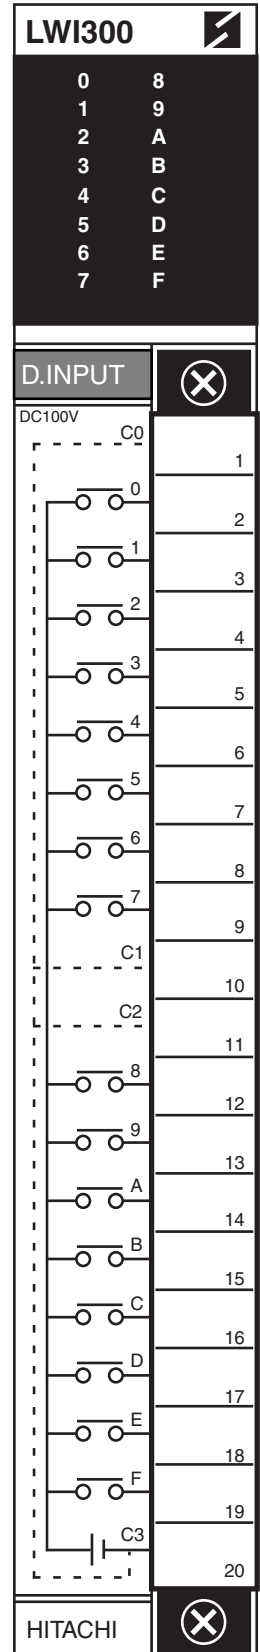 LWI300
0 8
1 9
2 A
3 B
4 C
5 D
6 E
7 F
D.INPUT
DC100V
C0
1
0
2
1
3
2
4
3
5
4
6
5
7
6
8
7
9
C1
10
C2
11
8
12
9
13
A
14
B
15
C
16
D
17
E
18
F
19
C3
20
HITACHI